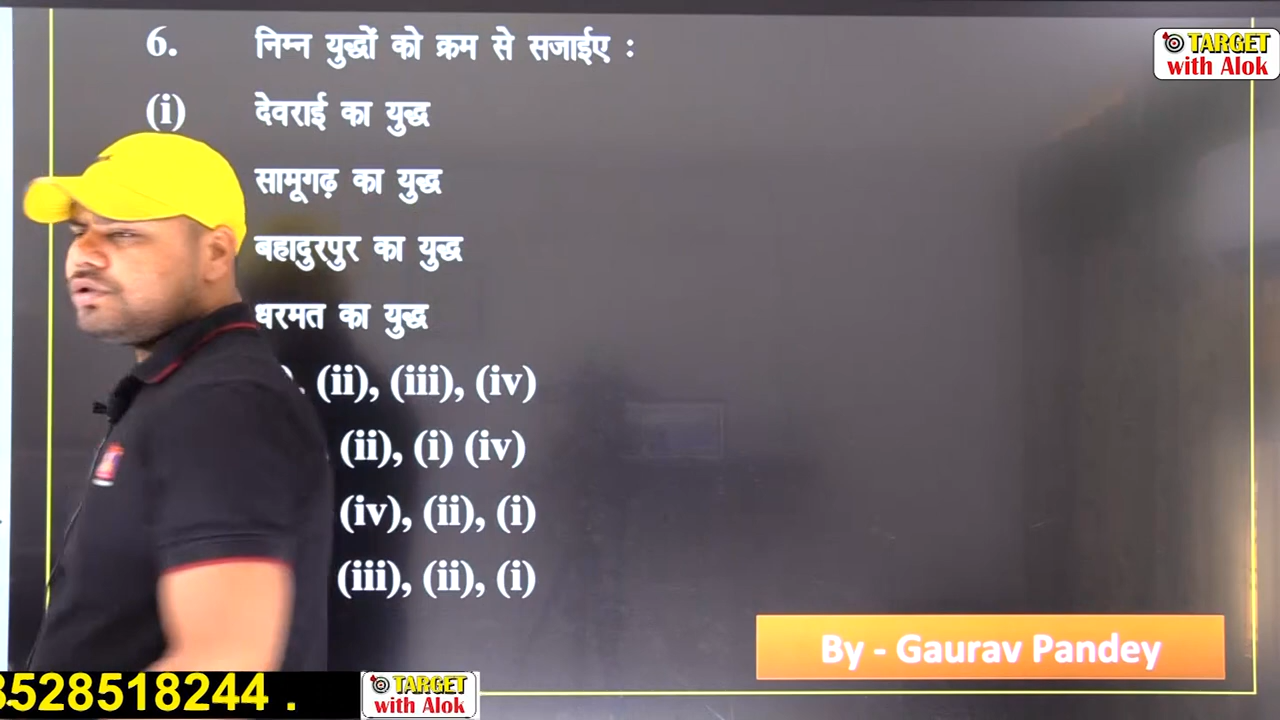 6. निम्न युद्धों को क्रम से सजाईए :
(i) देवराई का युद्ध
सामूगढ़ का युद्ध
बहादुरपुर का युद्ध
धरमत का युद्ध
(ii), (iii), (iv)
(ii), (i) (iv)
(iv), (ii), (i)
(iii), (ii), (i)
TARGET
with Alok
By - Gaurav Pandey
8528518244 .
TARGET
with Alok